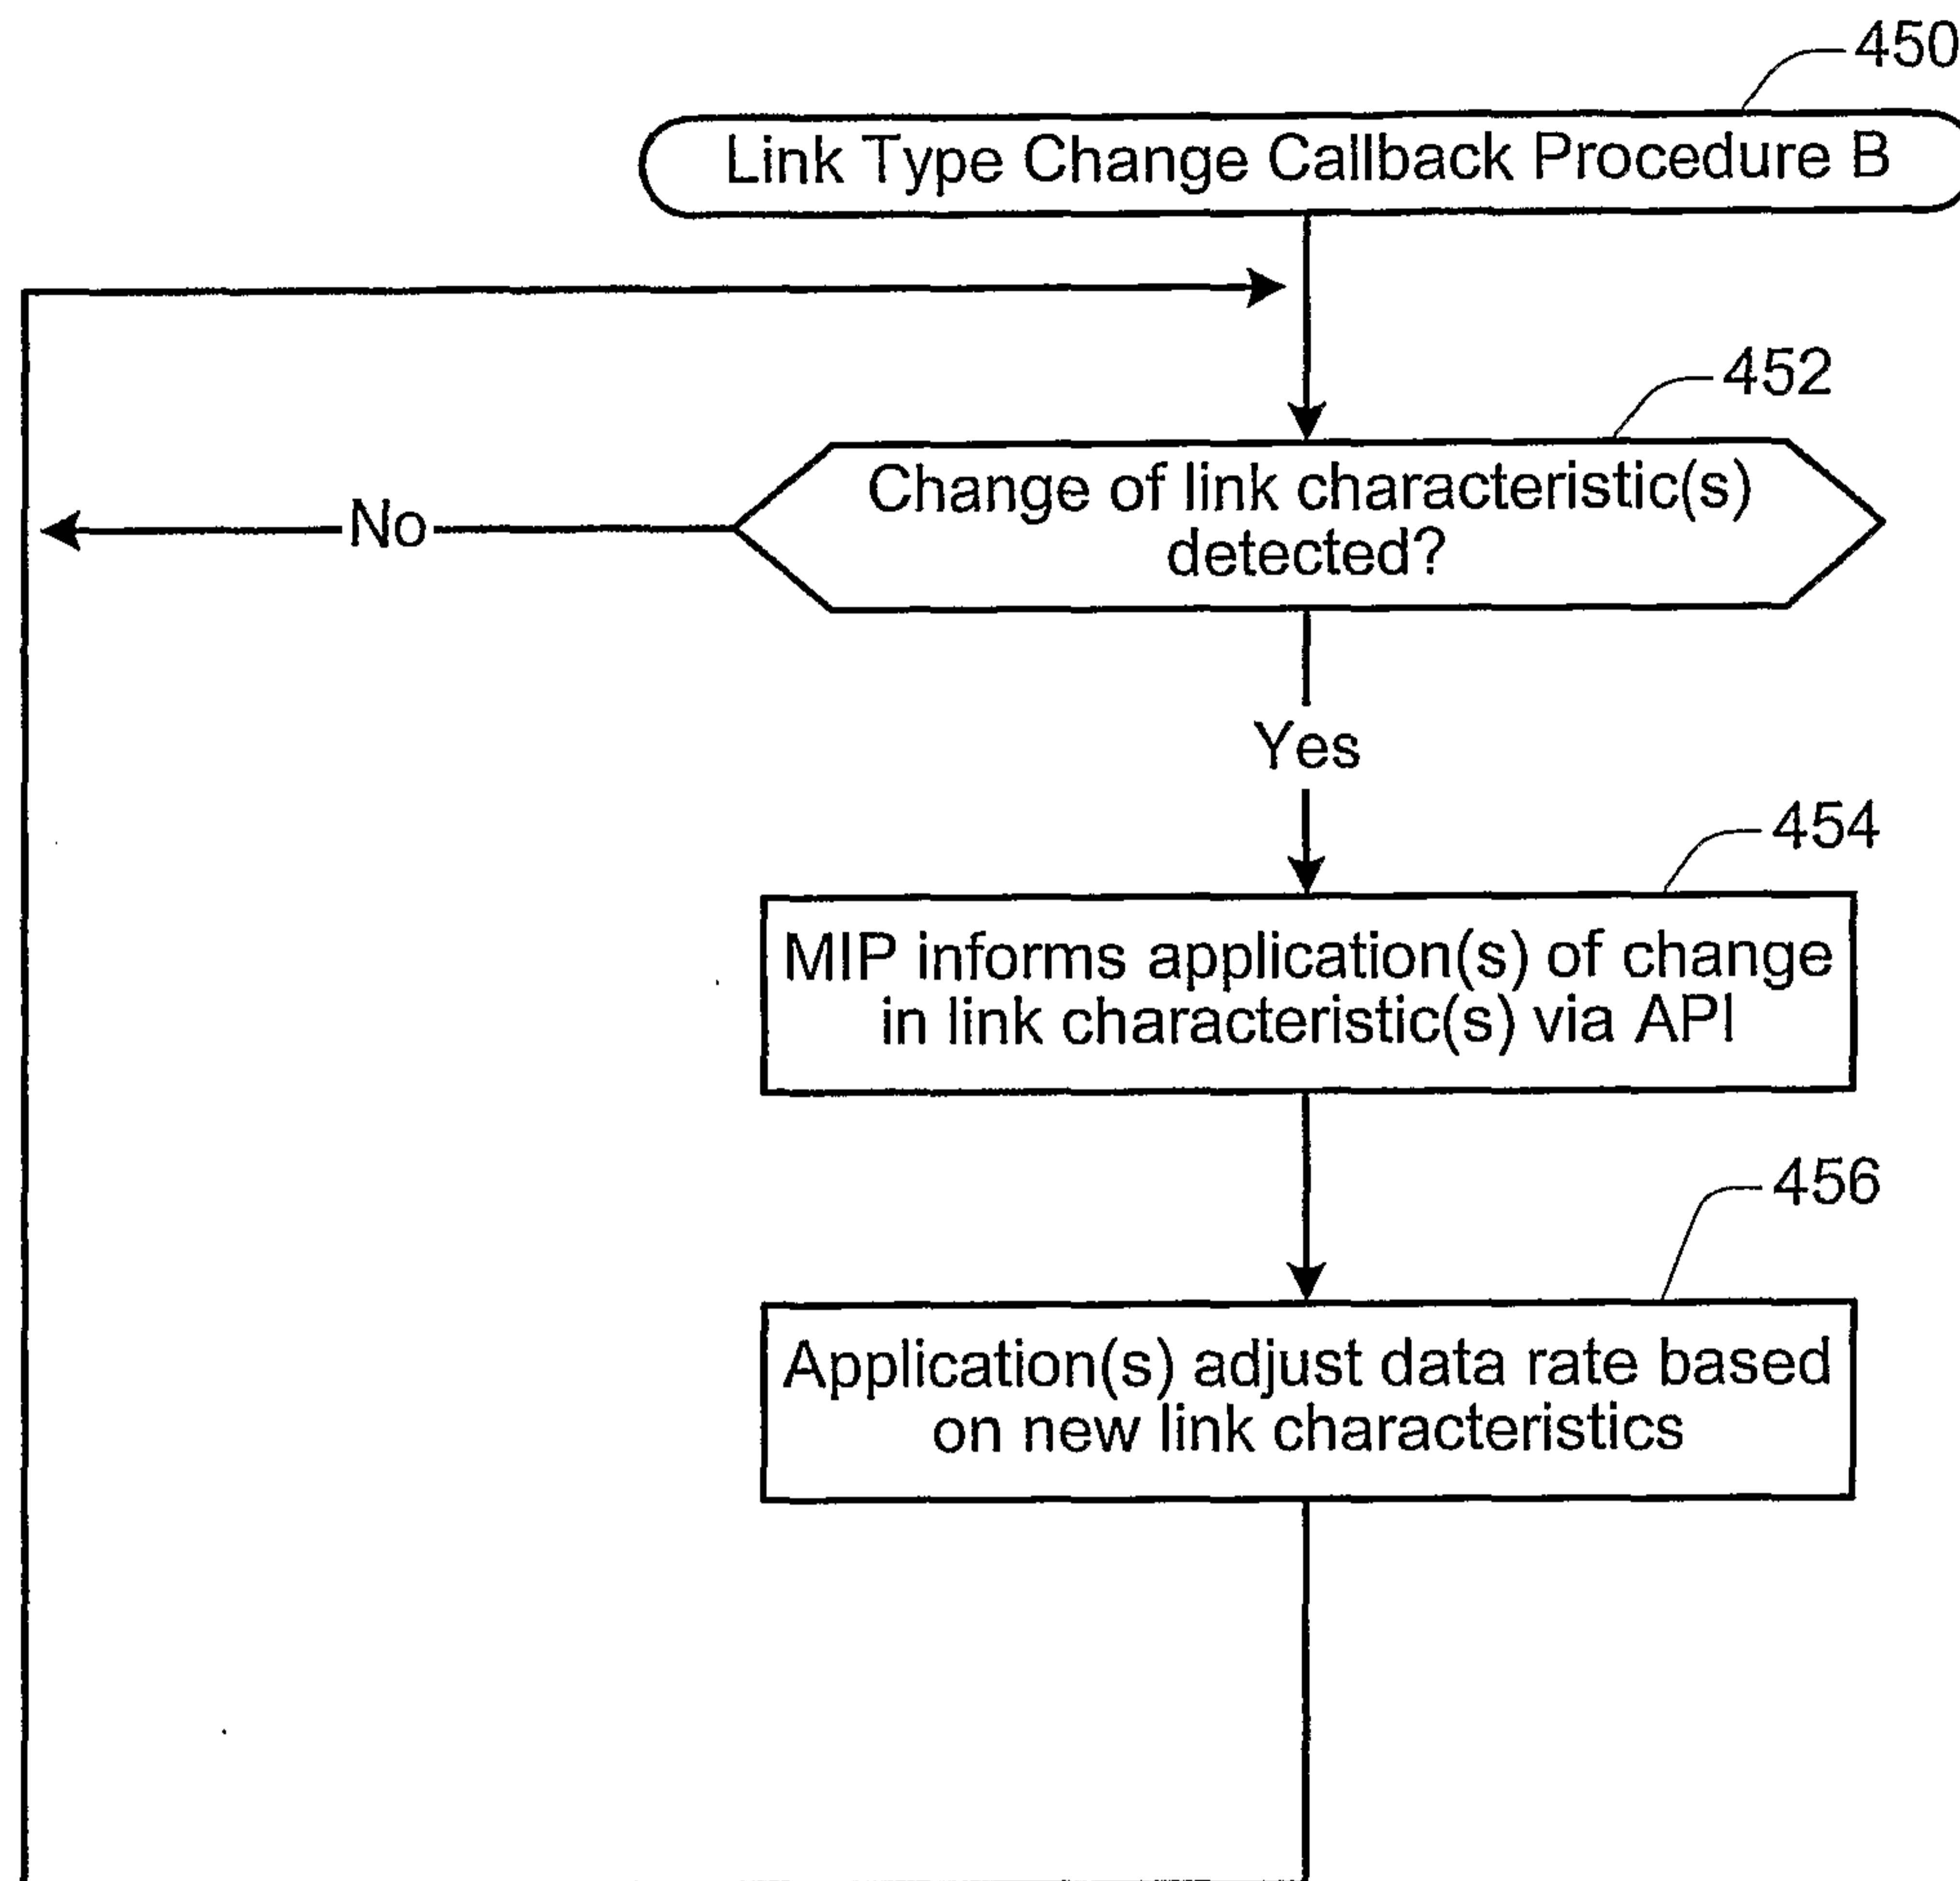 450
Link Type Change Callback Procedure B
452
Change of link characteristic(s)
detected?
No
Yes
454
MIP informs application(s) of change
in link characteristic(s) via API
456
Application(s) adjust data rate based
on new link characteristics